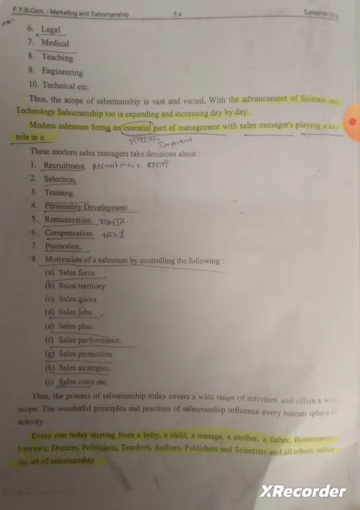 F.Y.B.Com. : Marketing and Salesmanship 7.4 Salesmanship
6. Legal
7. Medical
8. Teaching
9. Engineering
10. Technical etc.
Thus, the scope of salesmanship is vast and varied. With the advancement of Science and
Technology Salesmanship too is expanding and increasing day by day.
Modern salesman forms an essential part of management with sales manager's playing a key
role in it.
Important
These modern sales managers take decisions about :
1. Recruitment.
2. Selection.
3. Training.
4. Personality Development.
5. Remuneration.
6. Compensation.
7. Promotion.
8. Motivation of a salesman by controlling the following :
(a) Sales force
(b) Sales territory
(c) Sales quota
(d) Sales jobs
(e) Sales plan
(f) Sales performance
(g) Sales promotion
(h) Sales strategies
(i) Sales costs etc.
Thus, the process of salesmanship today covers a wide range of activities and offers a
scope. The wonderful principles and practices of salesmanship influence every human sphere of
activity.
Every one today starting from a baby, a child, a teenage, a mother, a father, Businessman,
Lawyers, Doctors, Politicians, Teachers, Authors, Publishers and Scientists and all others,
the art of salesmanship.
XRecorder